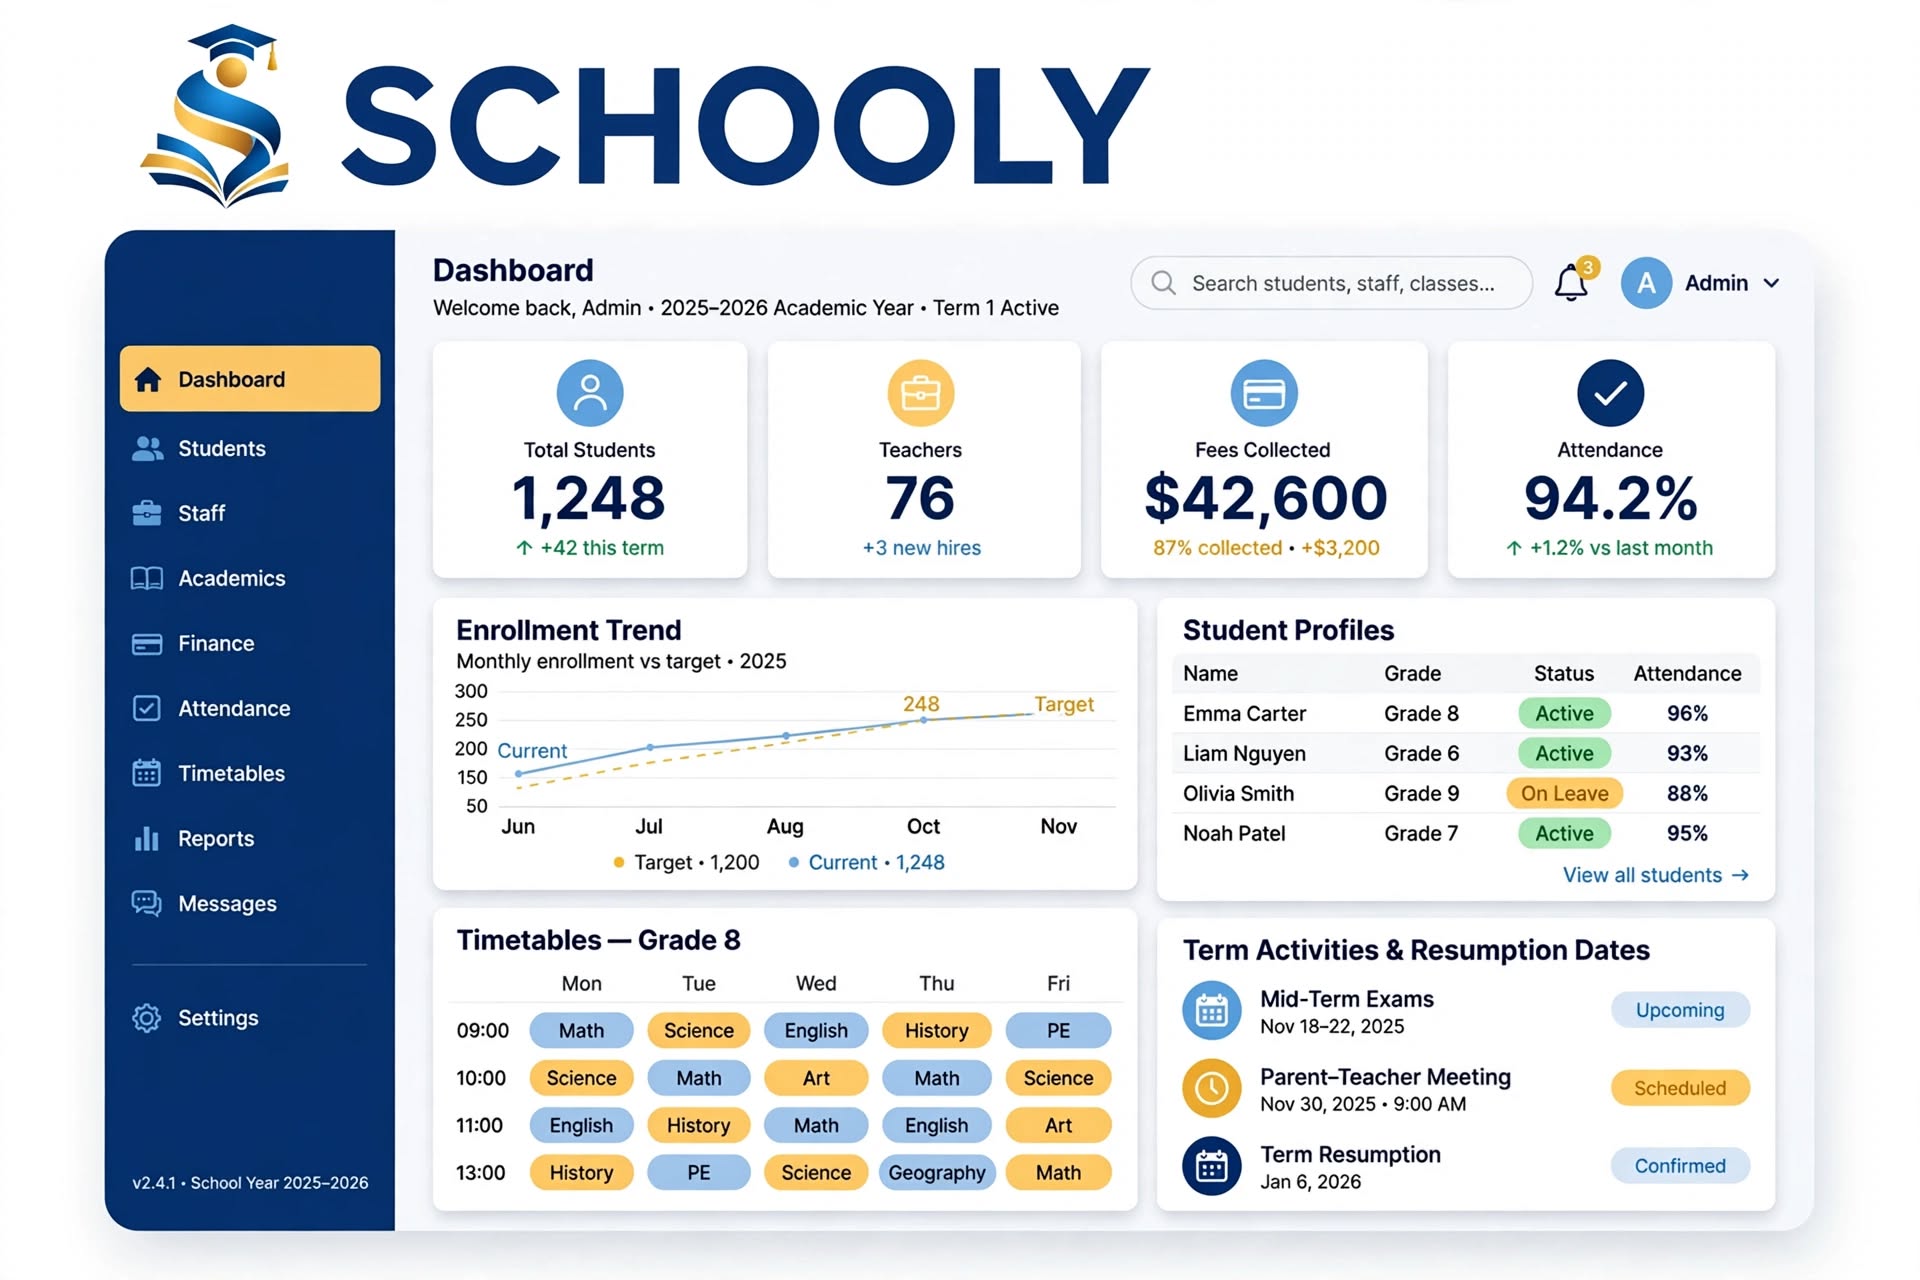 SCHOOLY
Dashboard
Students
Staff
Academics
Finance
Attendance
Timetables
Reports
Messages
Settings
v2.4.1 • School Year 2025–2026
Dashboard
Welcome back, Admin • 2025–2026 Academic Year • Term 1 Active
Search students, staff, classes...
3
A Admin
Total Students
1,248
↑ +42 this term
Teachers
76
+3 new hires
Fees Collected
$42,600
87% collected • +$3,200
Attendance
94.2%
↑ +1.2% vs last month
Enrollment Trend
Monthly enrollment vs target • 2025
300
250
200
150
50
Current
248
Target
Jun Jul Aug Oct Nov
Target • 1,200 Current • 1,248
Student Profiles
Name Grade Status Attendance
Emma Carter Grade 8 Active 96%
Liam Nguyen Grade 6 Active 93%
Olivia Smith Grade 9 On Leave 88%
Noah Patel Grade 7 Active 95%
View all students →
Timetables — Grade 8
Mon Tue Wed Thu Fri
09:00 Math Science English History PE
10:00 Science Math Art Math Science
11:00 English History Math English Art
13:00 History PE Science Geography Math
Term Activities & Resumption Dates
Mid-Term Exams
Nov 18–22, 2025
Upcoming
Parent–Teacher Meeting
Nov 30, 2025 • 9:00 AM
Scheduled
Term Resumption
Jan 6, 2026
Confirmed